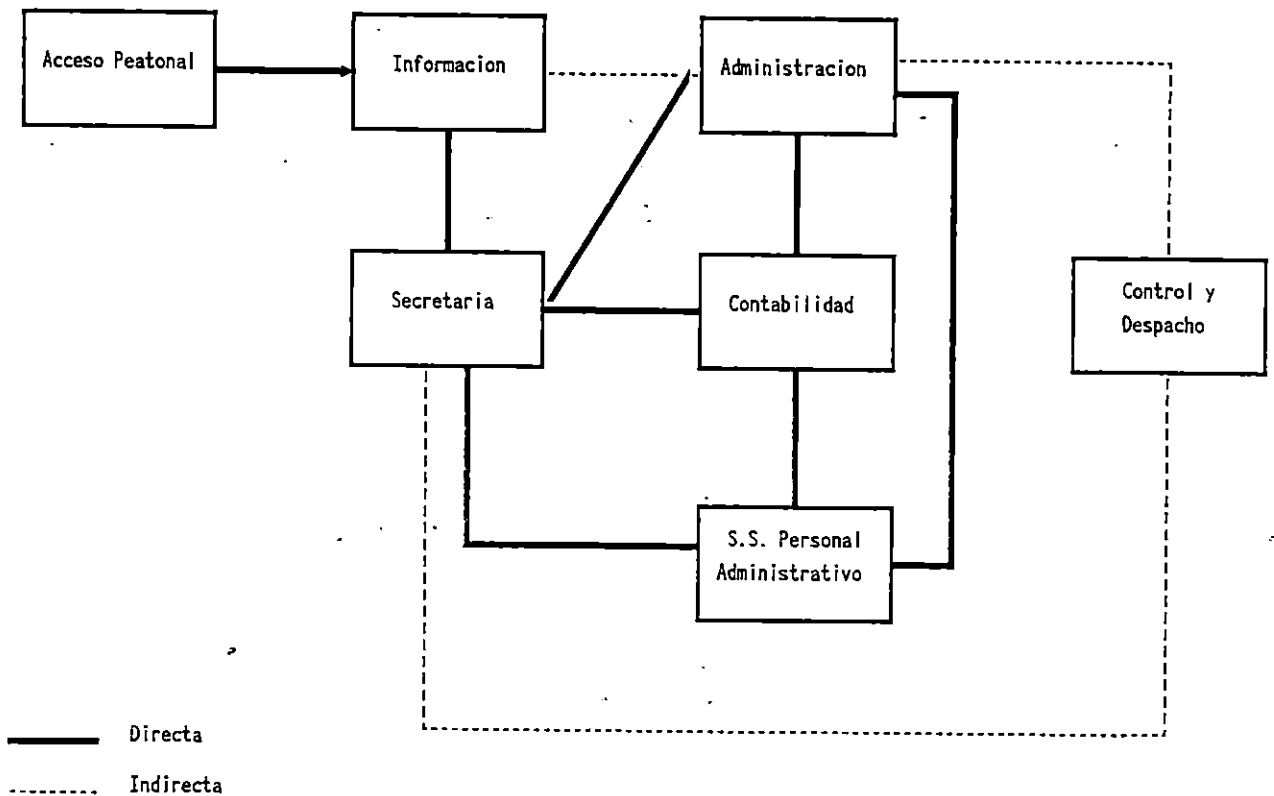 Acceso Peatonal
Informacion
Administracion
Secretaria
Contabilidad
Control y
Despacho
S.S. Personal
Administrativo
Directa
Indirecta